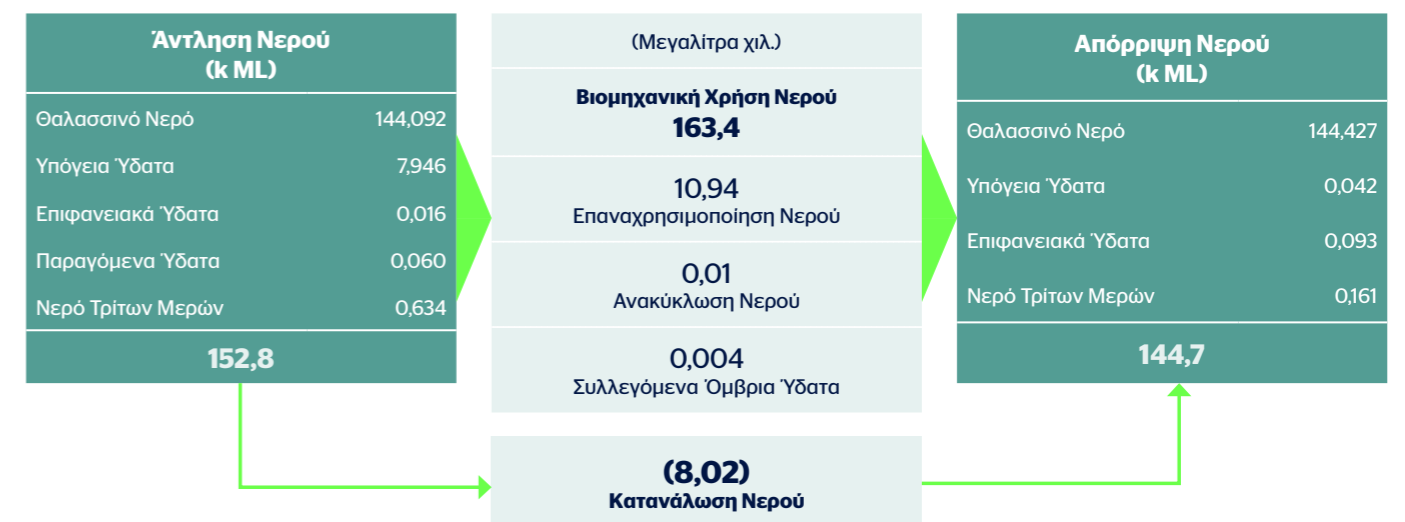 Άντληση Νερού
(k ML)
Θαλασσινό Νερό 144,092
Υπόγεια Ύδατα 7,946
Επιφανειακά Ύδατα 0,016
Παραγόμενα Ύδατα 0,060
Νερό Τρίτων Μερών 0,634
152,8
(Μεγαλίτρα χιλ.)
Βιομηχανική Χρήση Νερού
163,4
10,94
Επαναχρησιμοποίηση Νερού
0,01
Ανακύκλωση Νερού
0,004
Συλλεγόμενα Όμβρια Ύδατα
(8,02)
Κατανάλωση Νερού
Απόρριψη Νερού
(k ML)
Θαλασσινό Νερό 144,427
Υπόγεια Ύδατα 0,042
Επιφανειακά Ύδατα 0,093
Νερό Τρίτων Μερών 0,161
144,7